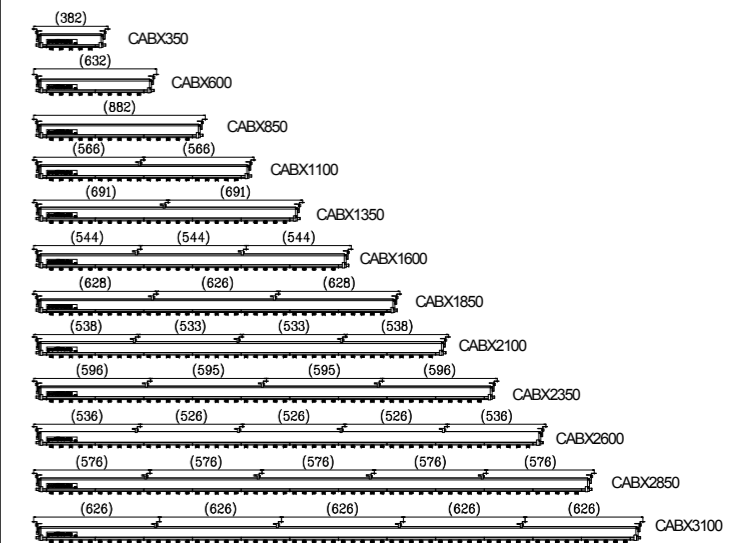 (382)
CABX350
(632)
CABX600
(882)
CABX850
(566) (566)
CABX1100
(691) (691)
CABX1350
(544) (544) (544)
CABX1600
(628) (626) (628)
CABX1850
(538) (533) (533) (538)
CABX2100
(596) (595) (595) (596)
CABX2350
(536) (526) (526) (526) (536)
CABX2600
(576) (576) (576) (576) (576)
CABX2850
(626) (626) (626) (626) (626)
CABX3100